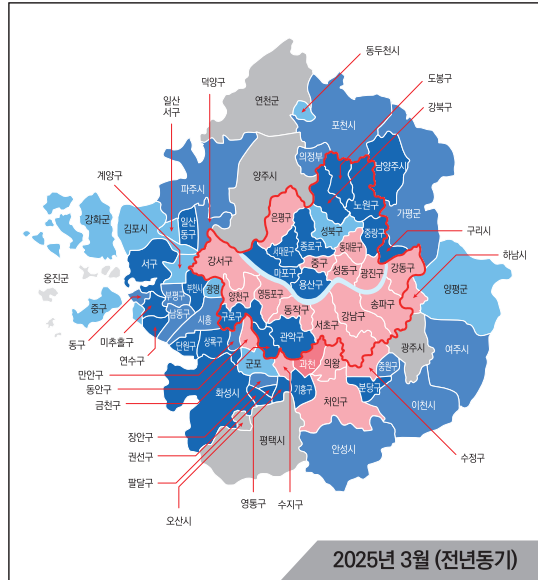 동두천시
덕양구
도봉구
연천군
일산
서구
강북구
포천시
의정부
남양주시
계양구
양주시
파주시
은평구
노원구
가평군
강화군
김포시
일산
동구
성북구
중랑구
구리시
서대문구
종로구
동대문구
서구
강서구
중구
성동구
광진구
강동구
하남시
마포구
옹진군
용산구
부평구
부천시
광명
양천구
영등포구
송파구
양평군
중구
남동구
동작구
강남구
시흥
구로구
서초구
동구
미추홀구
관악구
광주시
여주시
연수구
단원구
상록구
군포
과천
의왕
중원구
만안구
동안구
화성시
기흥구
분당구
금천구
처인구
이천시
장안구
권선구
평택시
안성시
수정구
팔달구
영통구
수지구
오산시
2025년 3월 (전년동기)